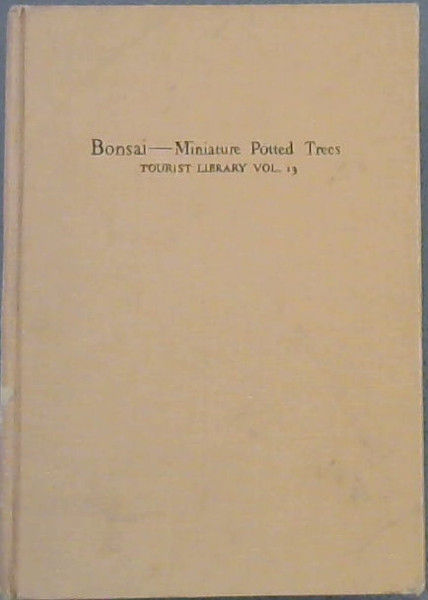 Bonsai—Miniature Potted Trees
TOURIST LIBRARY VOL. 13